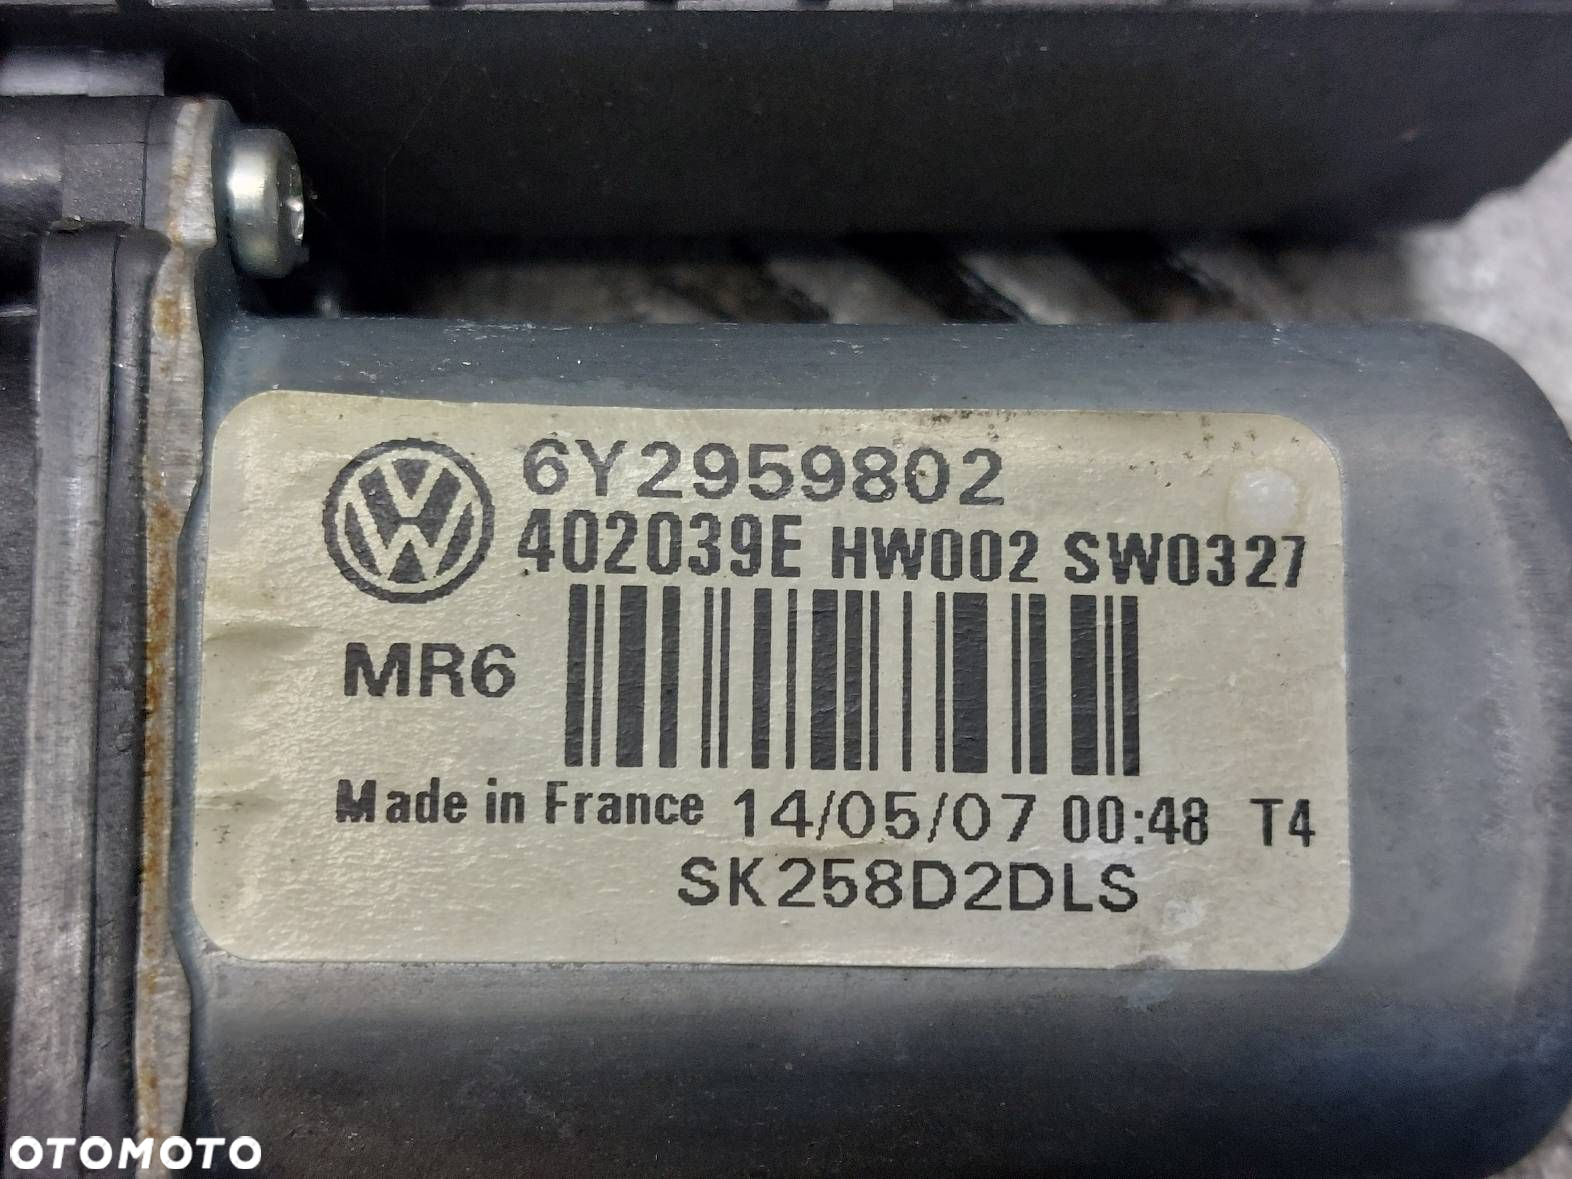 6Y2959802
402039E HW002 SW0327
MR6
Made in France 14/05/07 00:48 T4
SK258D2DLS
OTOMOTO